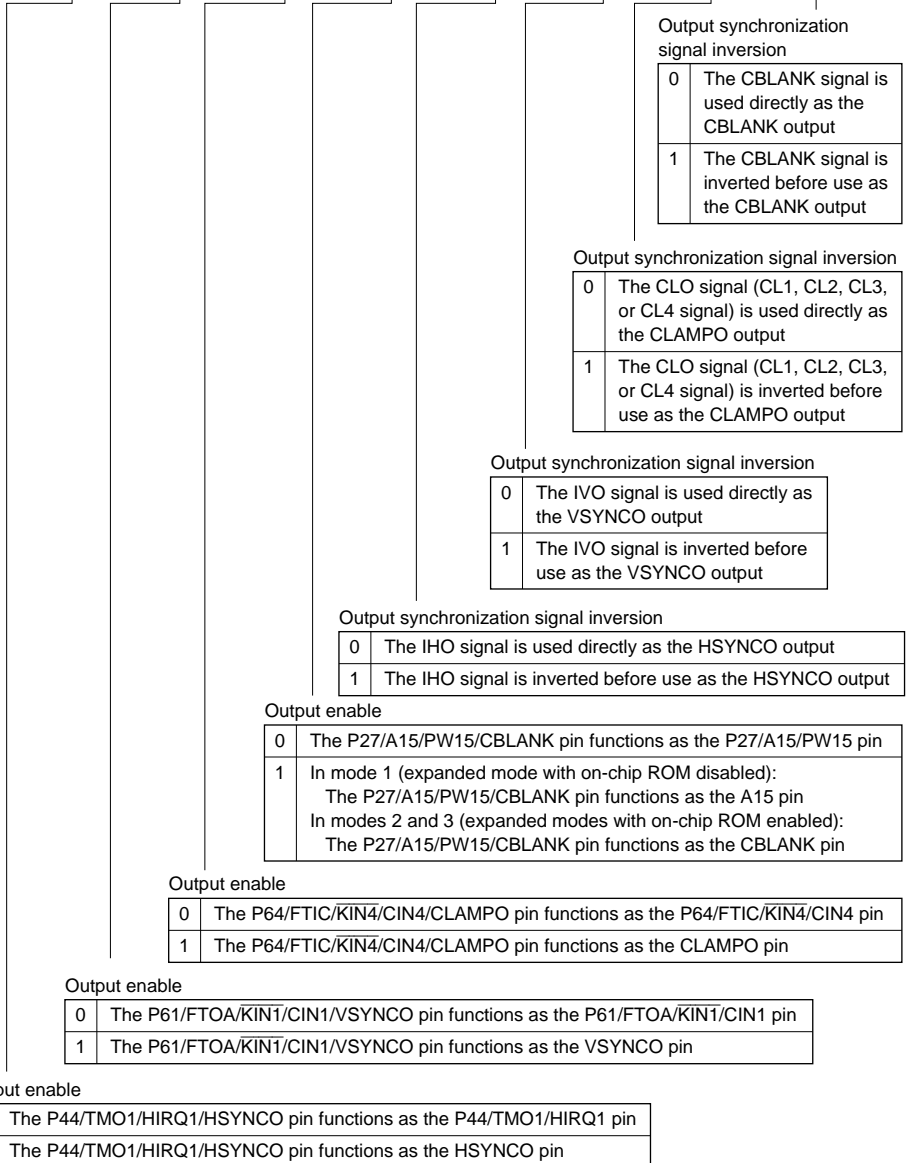 Output synchronization
signal inversion
0 The CBLANK signal is
used directly as the
CBLANK output
1 The CBLANK signal is
inverted before use as
the CBLANK output
Output synchronization signal inversion
0 The CLO signal (CL1, CL2, CL3,
or CL4 signal) is used directly as
the CLAMPO output
1 The CLO signal (CL1, CL2, CL3,
or CL4 signal) is inverted before
use as the CLAMPO output
Output synchronization signal inversion
0 The IVO signal is used directly as
the VSYNCO output
1 The IVO signal is inverted before
use as the VSYNCO output
Output synchronization signal inversion
0 The IHO signal is used directly as the HSYNCO output
1 The IHO signal is inverted before use as the HSYNCO output
Output enable
0 The P27/A15/PW15/CBLANK pin functions as the P27/A15/PW15 pin
1 In mode 1 (expanded mode with on-chip ROM disabled):
The P27/A15/PW15/CBLANK pin functions as the A15 pin
In modes 2 and 3 (expanded modes with on-chip ROM enabled):
The P27/A15/PW15/CBLANK pin functions as the CBLANK pin
Output enable
0 The P64/FTIC/K̅I̅N̅4̅/CIN4/CLAMPO pin functions as the P64/FTIC/K̅I̅N̅4̅/CIN4 pin
1 The P64/FTIC/K̅I̅N̅4̅/CIN4/CLAMPO pin functions as the CLAMPO pin
Output enable
0 The P61/FTOA/K̅I̅N̅1̅/CIN1/VSYNCO pin functions as the P61/FTOA/K̅I̅N̅1̅/CIN1 pin
1 The P61/FTOA/K̅I̅N̅1̅/CIN1/VSYNCO pin functions as the VSYNCO pin
enable
The P44/TMO1/HIRQ1/HSYNCO pin functions as the P44/TMO1/HIRQ1 pin
The P44/TMO1/HIRQ1/HSYNCO pin functions as the HSYNCO pin